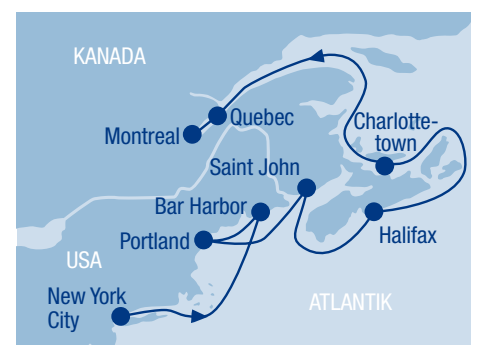 KANADA
Quebec
Montreal
Charlotte-
town
Saint John
Bar Harbor
Portland
Halifax
USA
New York
City
ATLANTIK